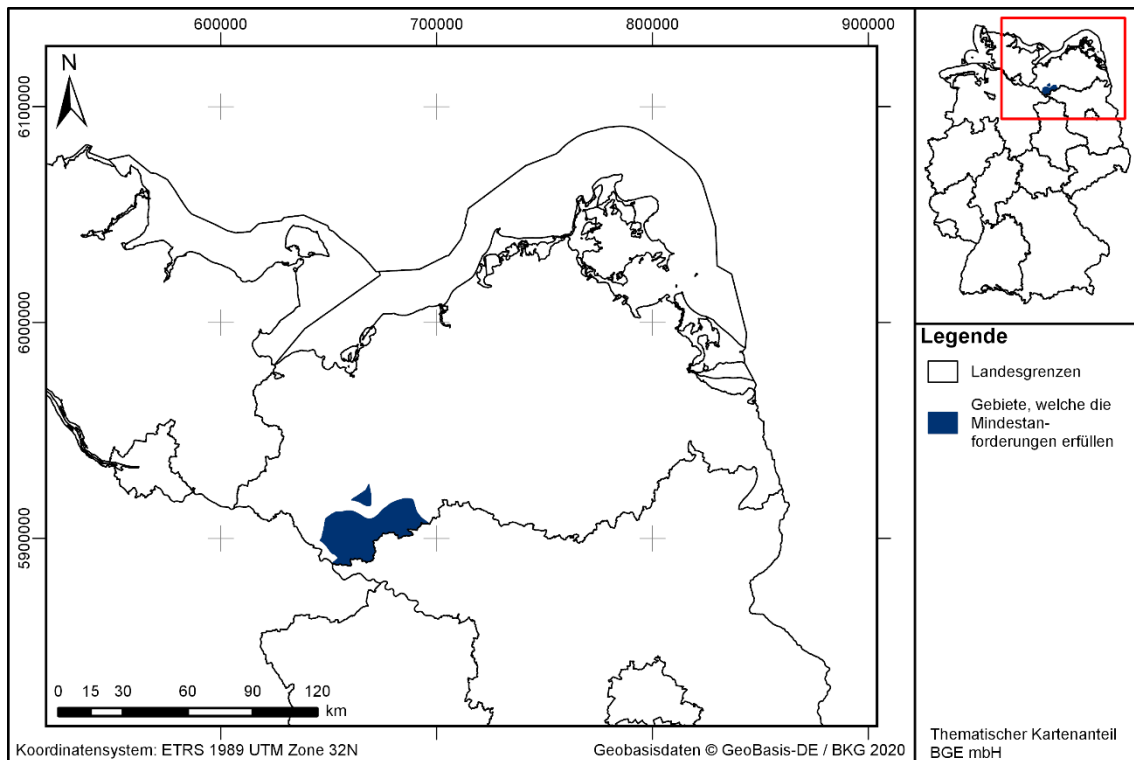 600000 700000 800000 900000
N
6100000
6000000
5900000
0 15 30 60 90 120
km
Koordinatensystem: ETRS 1989 UTM Zone 32N
Geobasisdaten © GeoBasis-DE / BKG 2020
Legende
Landesgrenzen
Gebiete, welche die
Mindestan-
forderungen erfüllen
Thematischer Kartenanteil
BGE mbH